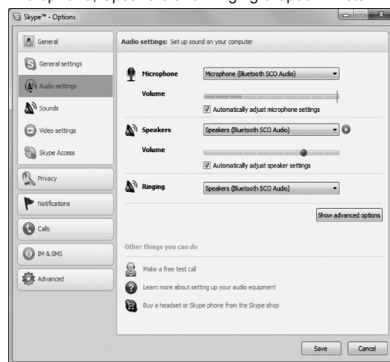 Skype™ - Options
General
General settings
Audio settings
Sounds
Video settings
Skype Access
Privacy
Notifications
Calls
IM & SMS
Advanced
Audio settings: Set up sound on your computer
Microphone
Microphone (Bluetooth SCO Audio)
Volume
Automatically adjust microphone settings
Speakers
Speakers (Bluetooth SCO Audio)
Volume
Automatically adjust speaker settings
Ringing
Speakers (Bluetooth SCO Audio)
Show advanced options
Other things you can do
Make a free test call
Learn more about setting up your audio equipment
Buy a headset or Skype phone from the Skype shop
Save
Cancel